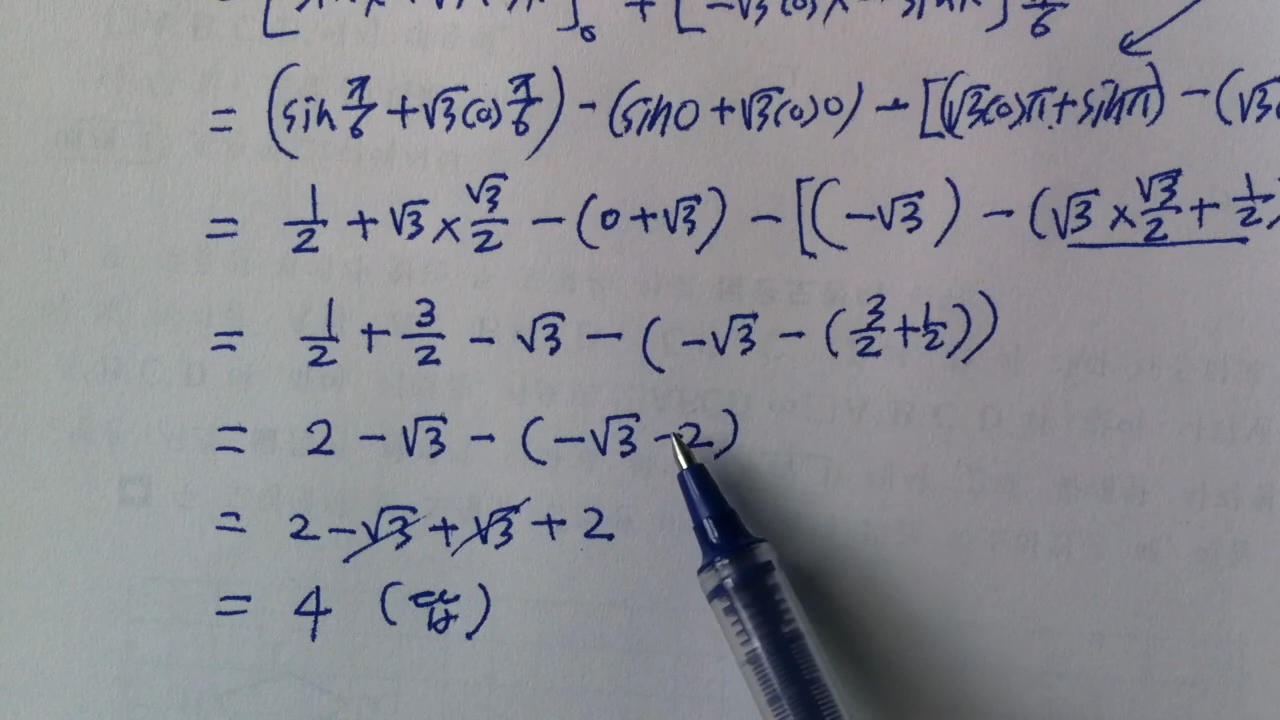 = (sin π/6 + √3 cos π/6) - (sin 0 + √3 cos 0) - [(√3 cos π + sin π) - (√3
= 1/2 + √3 × √3/2 - (0 + √3) - [(-√3) - (√3 × √3/2 + 1/2)
= 1/2 + 3/2 - √3 - (-√3 - (3/2 + 1/2))
= 2 - √3 - (-√3 - 2)
= 2 - √3 + √3 + 2
= 4